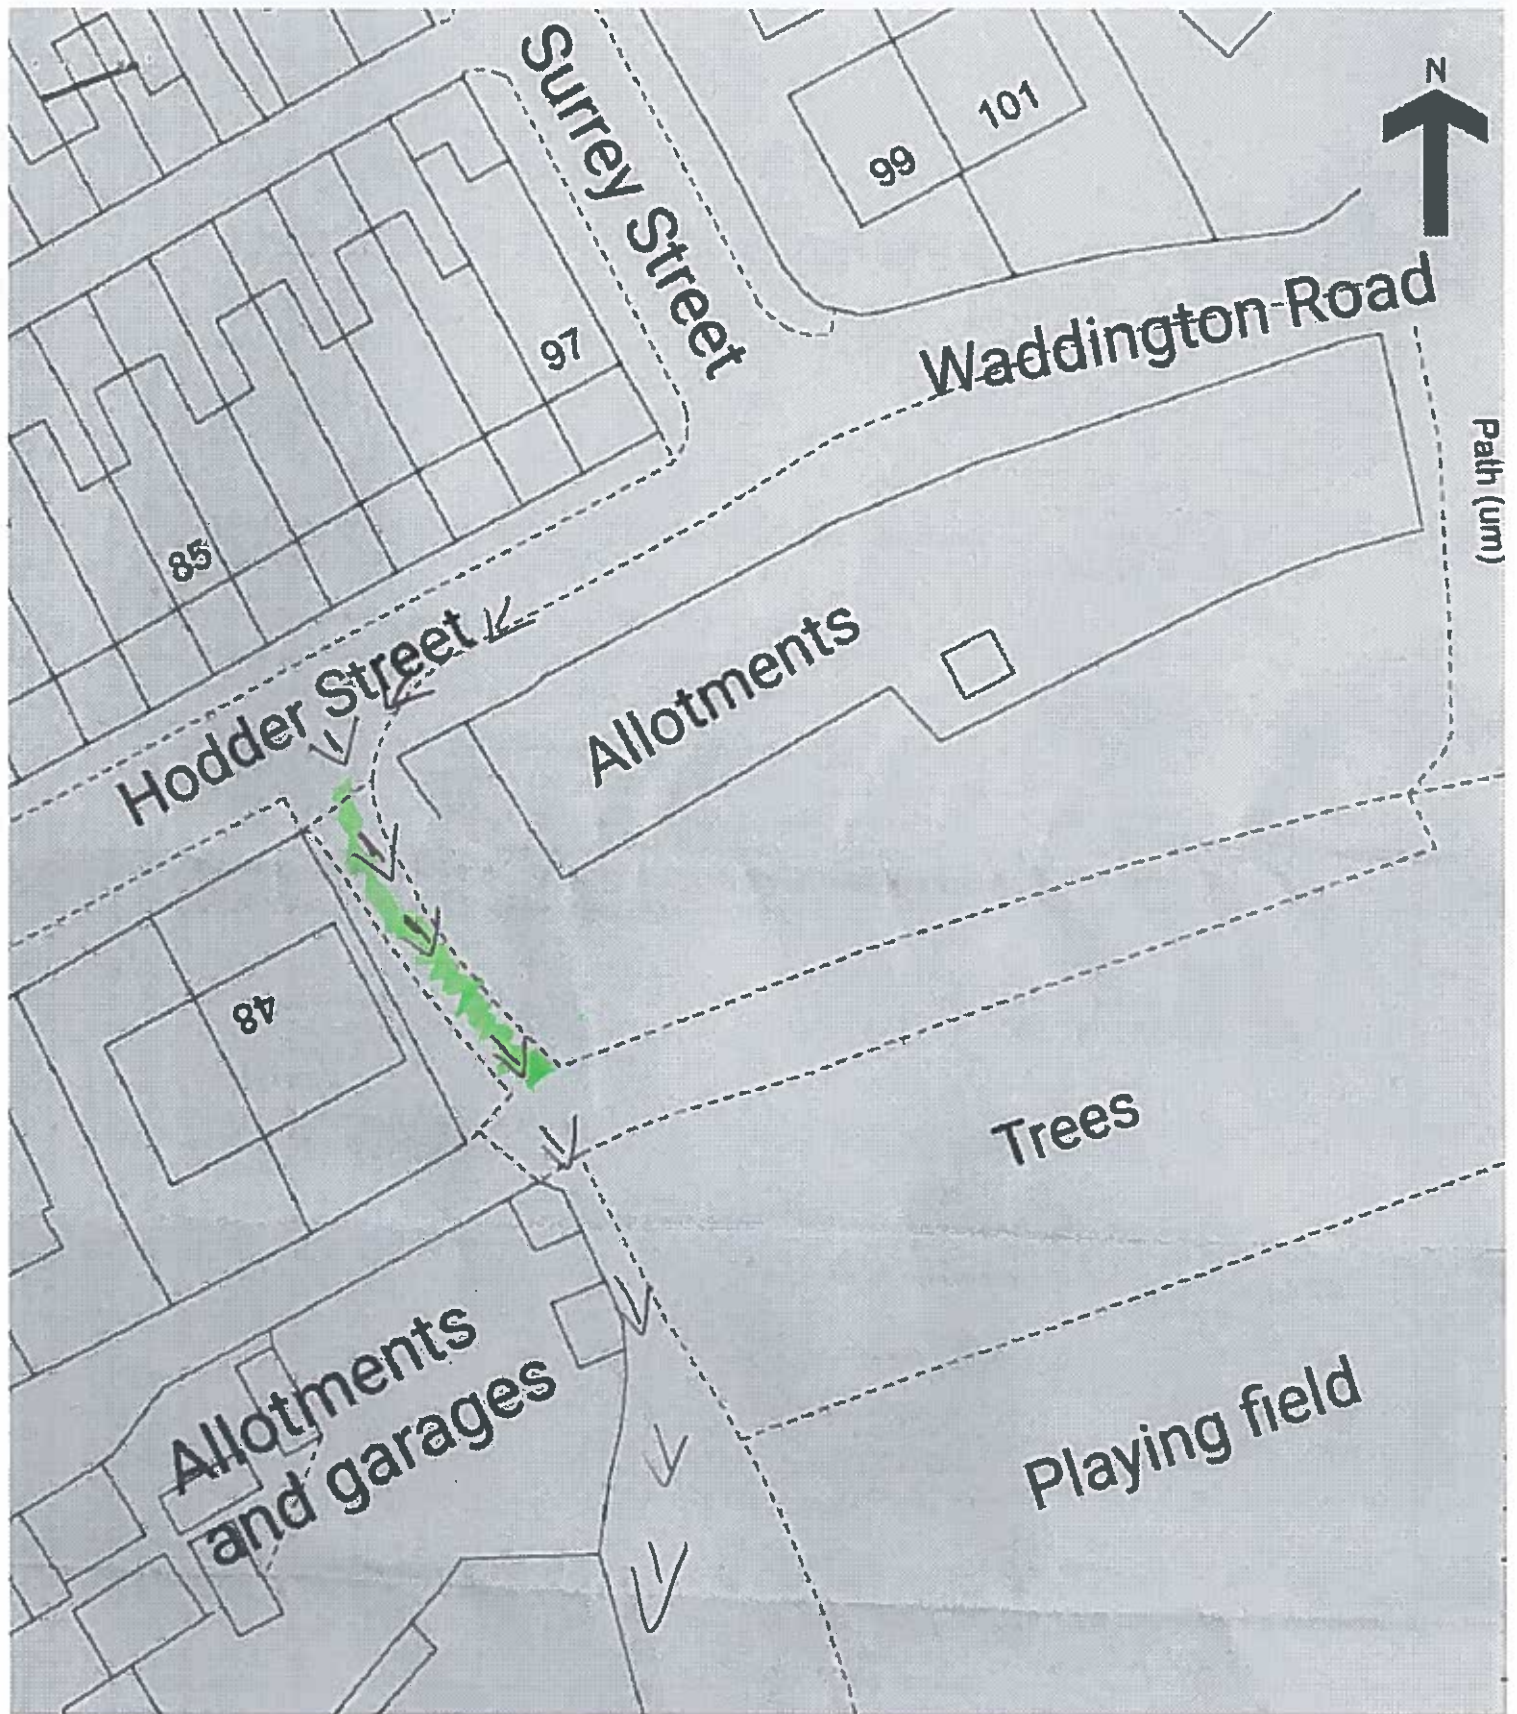 Surrey Street
N
101
99
Waddington Road
97
Path (um)
85
Hodder Street
Allotments
48
Trees
Allotments
and garages
Playing field